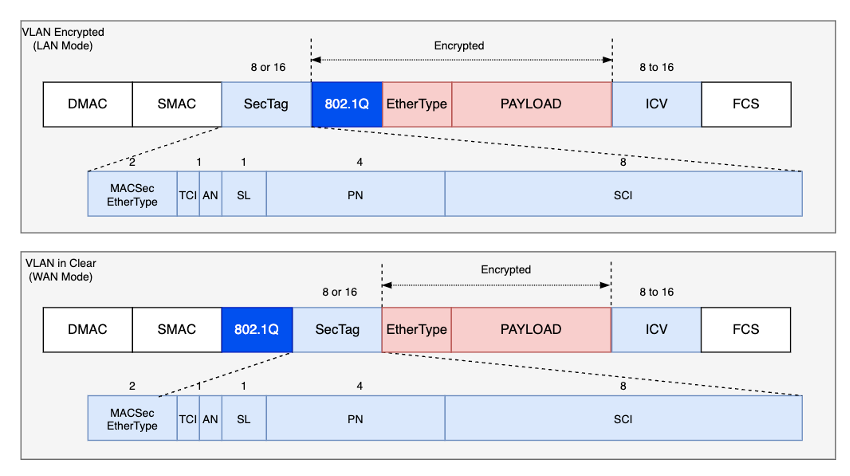 VLAN Encrypted
(LAN Mode)
Encrypted
8 or 16
8 to 16
DMAC SMAC SecTag 802.1Q EtherType PAYLOAD ICV FCS
2 1 1 4 8
MACSec
EtherType
TCI AN SL PN SCI
VLAN in Clear
(WAN Mode)
Encrypted
8 or 16
8 to 16
DMAC SMAC 802.1Q SecTag EtherType PAYLOAD ICV FCS
2 1 1 4 8
MACSec
EtherType
TCI AN SL PN SCI